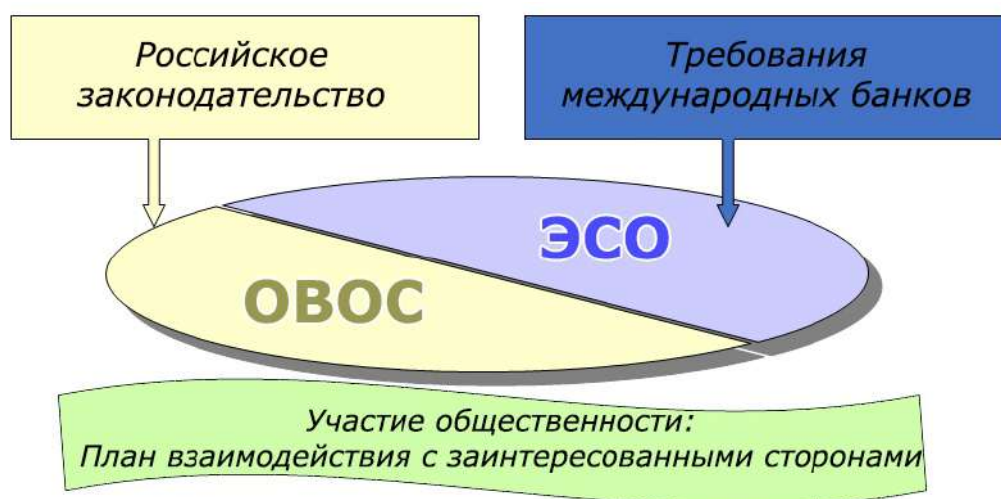 Российское
законодательство
Требования
международных банков
ЭСО
ОВОС
Участие общественности:
План взаимодействия с заинтересованными сторонами